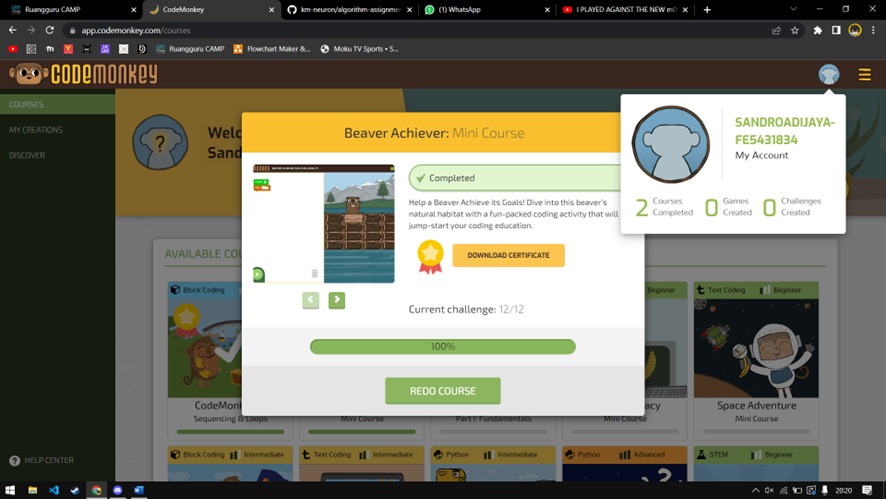 Ruangguru CAMP
CodeMonkey
km-neuron/algorithm-assignme
(1) WhatsApp
I PLAYED AGAINST THE NEW
app.codemonkey.com/courses
Ruangguru CAMP
Flowchart Maker &...
Moku TV Sports • S...
CODEMONKEY
COURSES
MY CREATIONS
DISCOVER
HELP CENTER
Welc
San
SANDROADIJAYA-
FE5431834
My Account
2 Courses Completed
0 Games Created
0 Challenges Created
Beaver Achiever: Mini Course
Completed
Help a Beaver Achieve its Goals! Dive into this beaver's
natural habitat with a fun-packed coding activity that will
jump-start your coding education.
DOWNLOAD CERTIFICATE
Current challenge: 12/12
100%
REDO COURSE
AVAILABLE COU
Block Coding
Beginner
Text Coding
Beginner
CodeMon
Sequencing & Loops
Mini Course
Part I: Fundamentals
acy
Mini Course
Space Adventure
Mini Course
Block Coding
Intermediate
Text Coding
Intermediate
Python
Intermediate
Python
Advanced
STEM
Beginner
2020